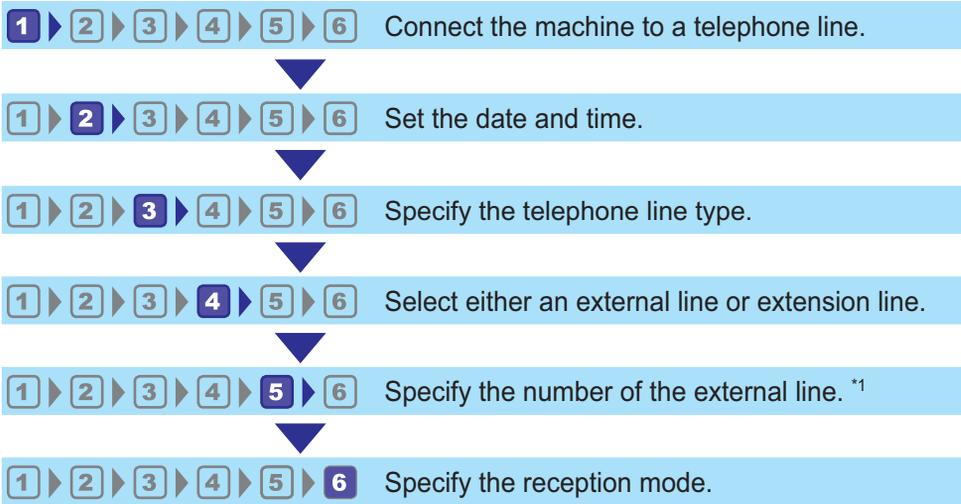 1 2 3 4 5 6 Connect the machine to a telephone line.
1 2 3 4 5 6 Set the date and time.
1 2 3 4 5 6 Specify the telephone line type.
1 2 3 4 5 6 Select either an external line or extension line.
1 2 3 4 5 6 Specify the number of the external line. *1
1 2 3 4 5 6 Specify the reception mode.